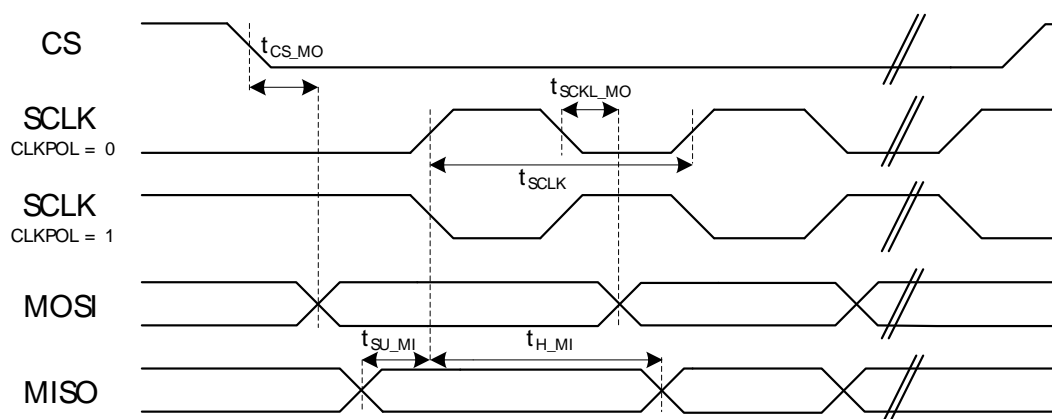 CS
tCS_MO
tSCKL_MO
SCLK
CLKPOL = 0
tSCLK
SCLK
CLKPOL = 1
MOSI
tSU_MI
tH_MI
MISO